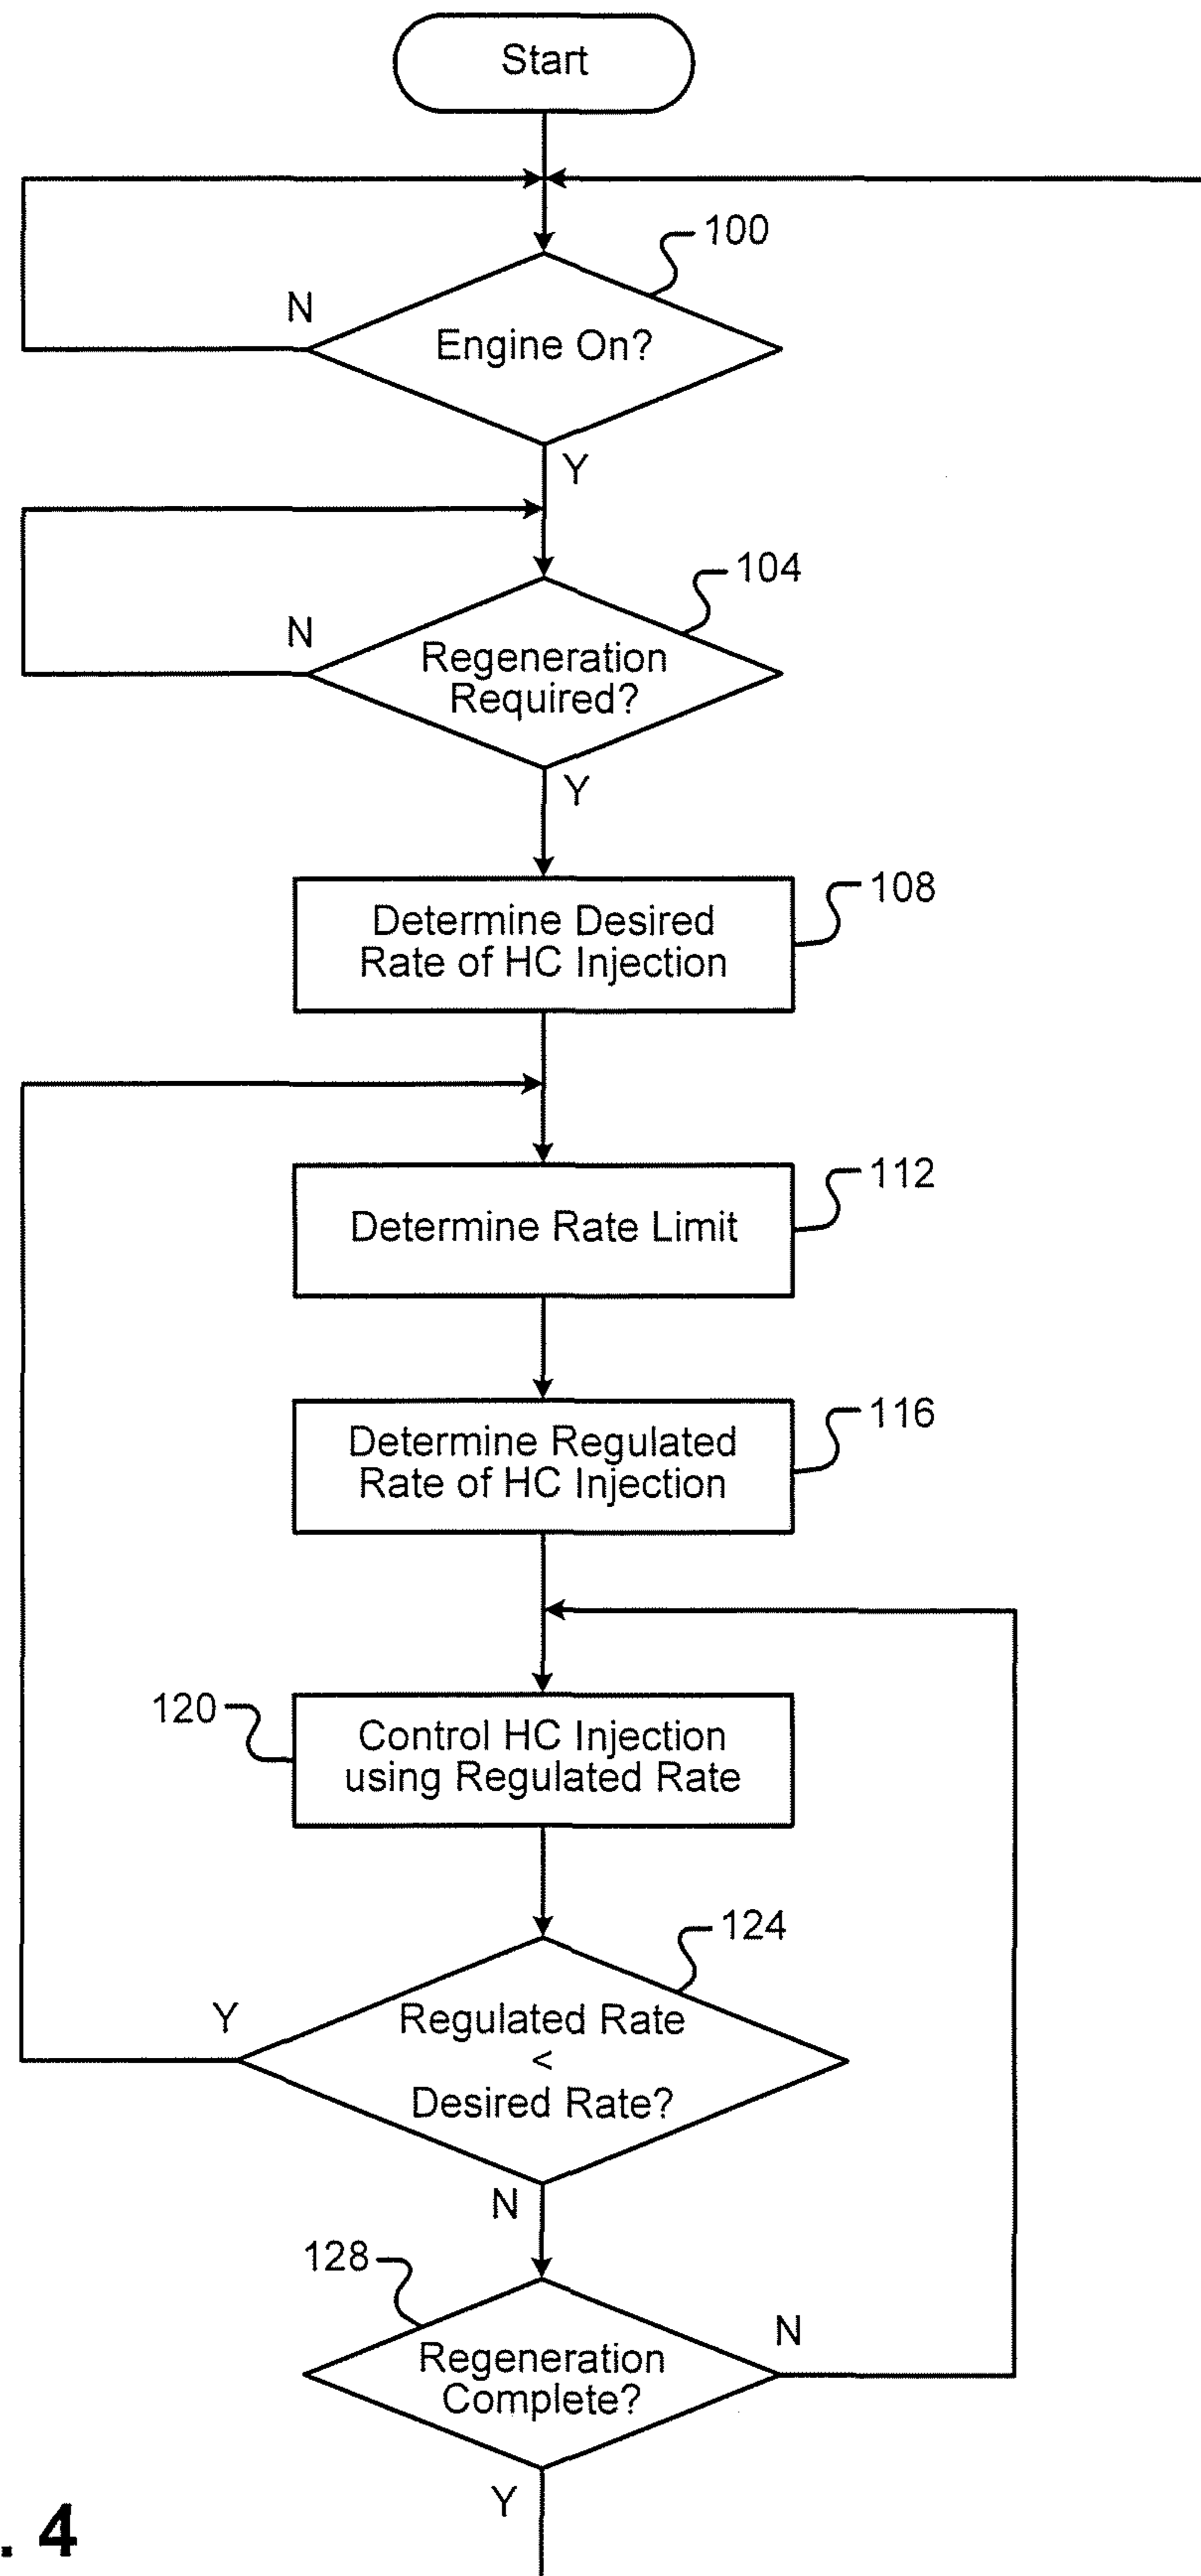 Start
100
N
Engine On?
Y
104
N
Regeneration
Required?
Y
108
Determine Desired
Rate of HC Injection
112
Determine Rate Limit
116
Determine Regulated
Rate of HC Injection
120
Control HC Injection
using Regulated Rate
124
Y
Regulated Rate
<
Desired Rate?
N
128
N
Regeneration
Complete?
Y
. 4